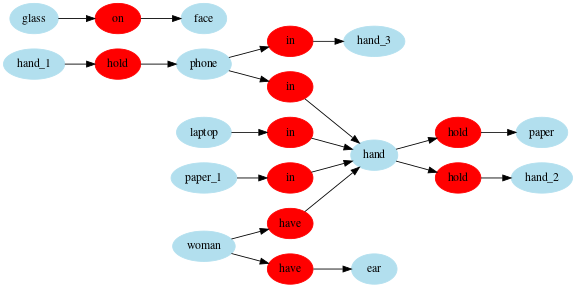 glass on face
hand_1 hold phone in hand_3
in
laptop in hand hold paper
paper_1 in hold hand_2
woman have
have ear